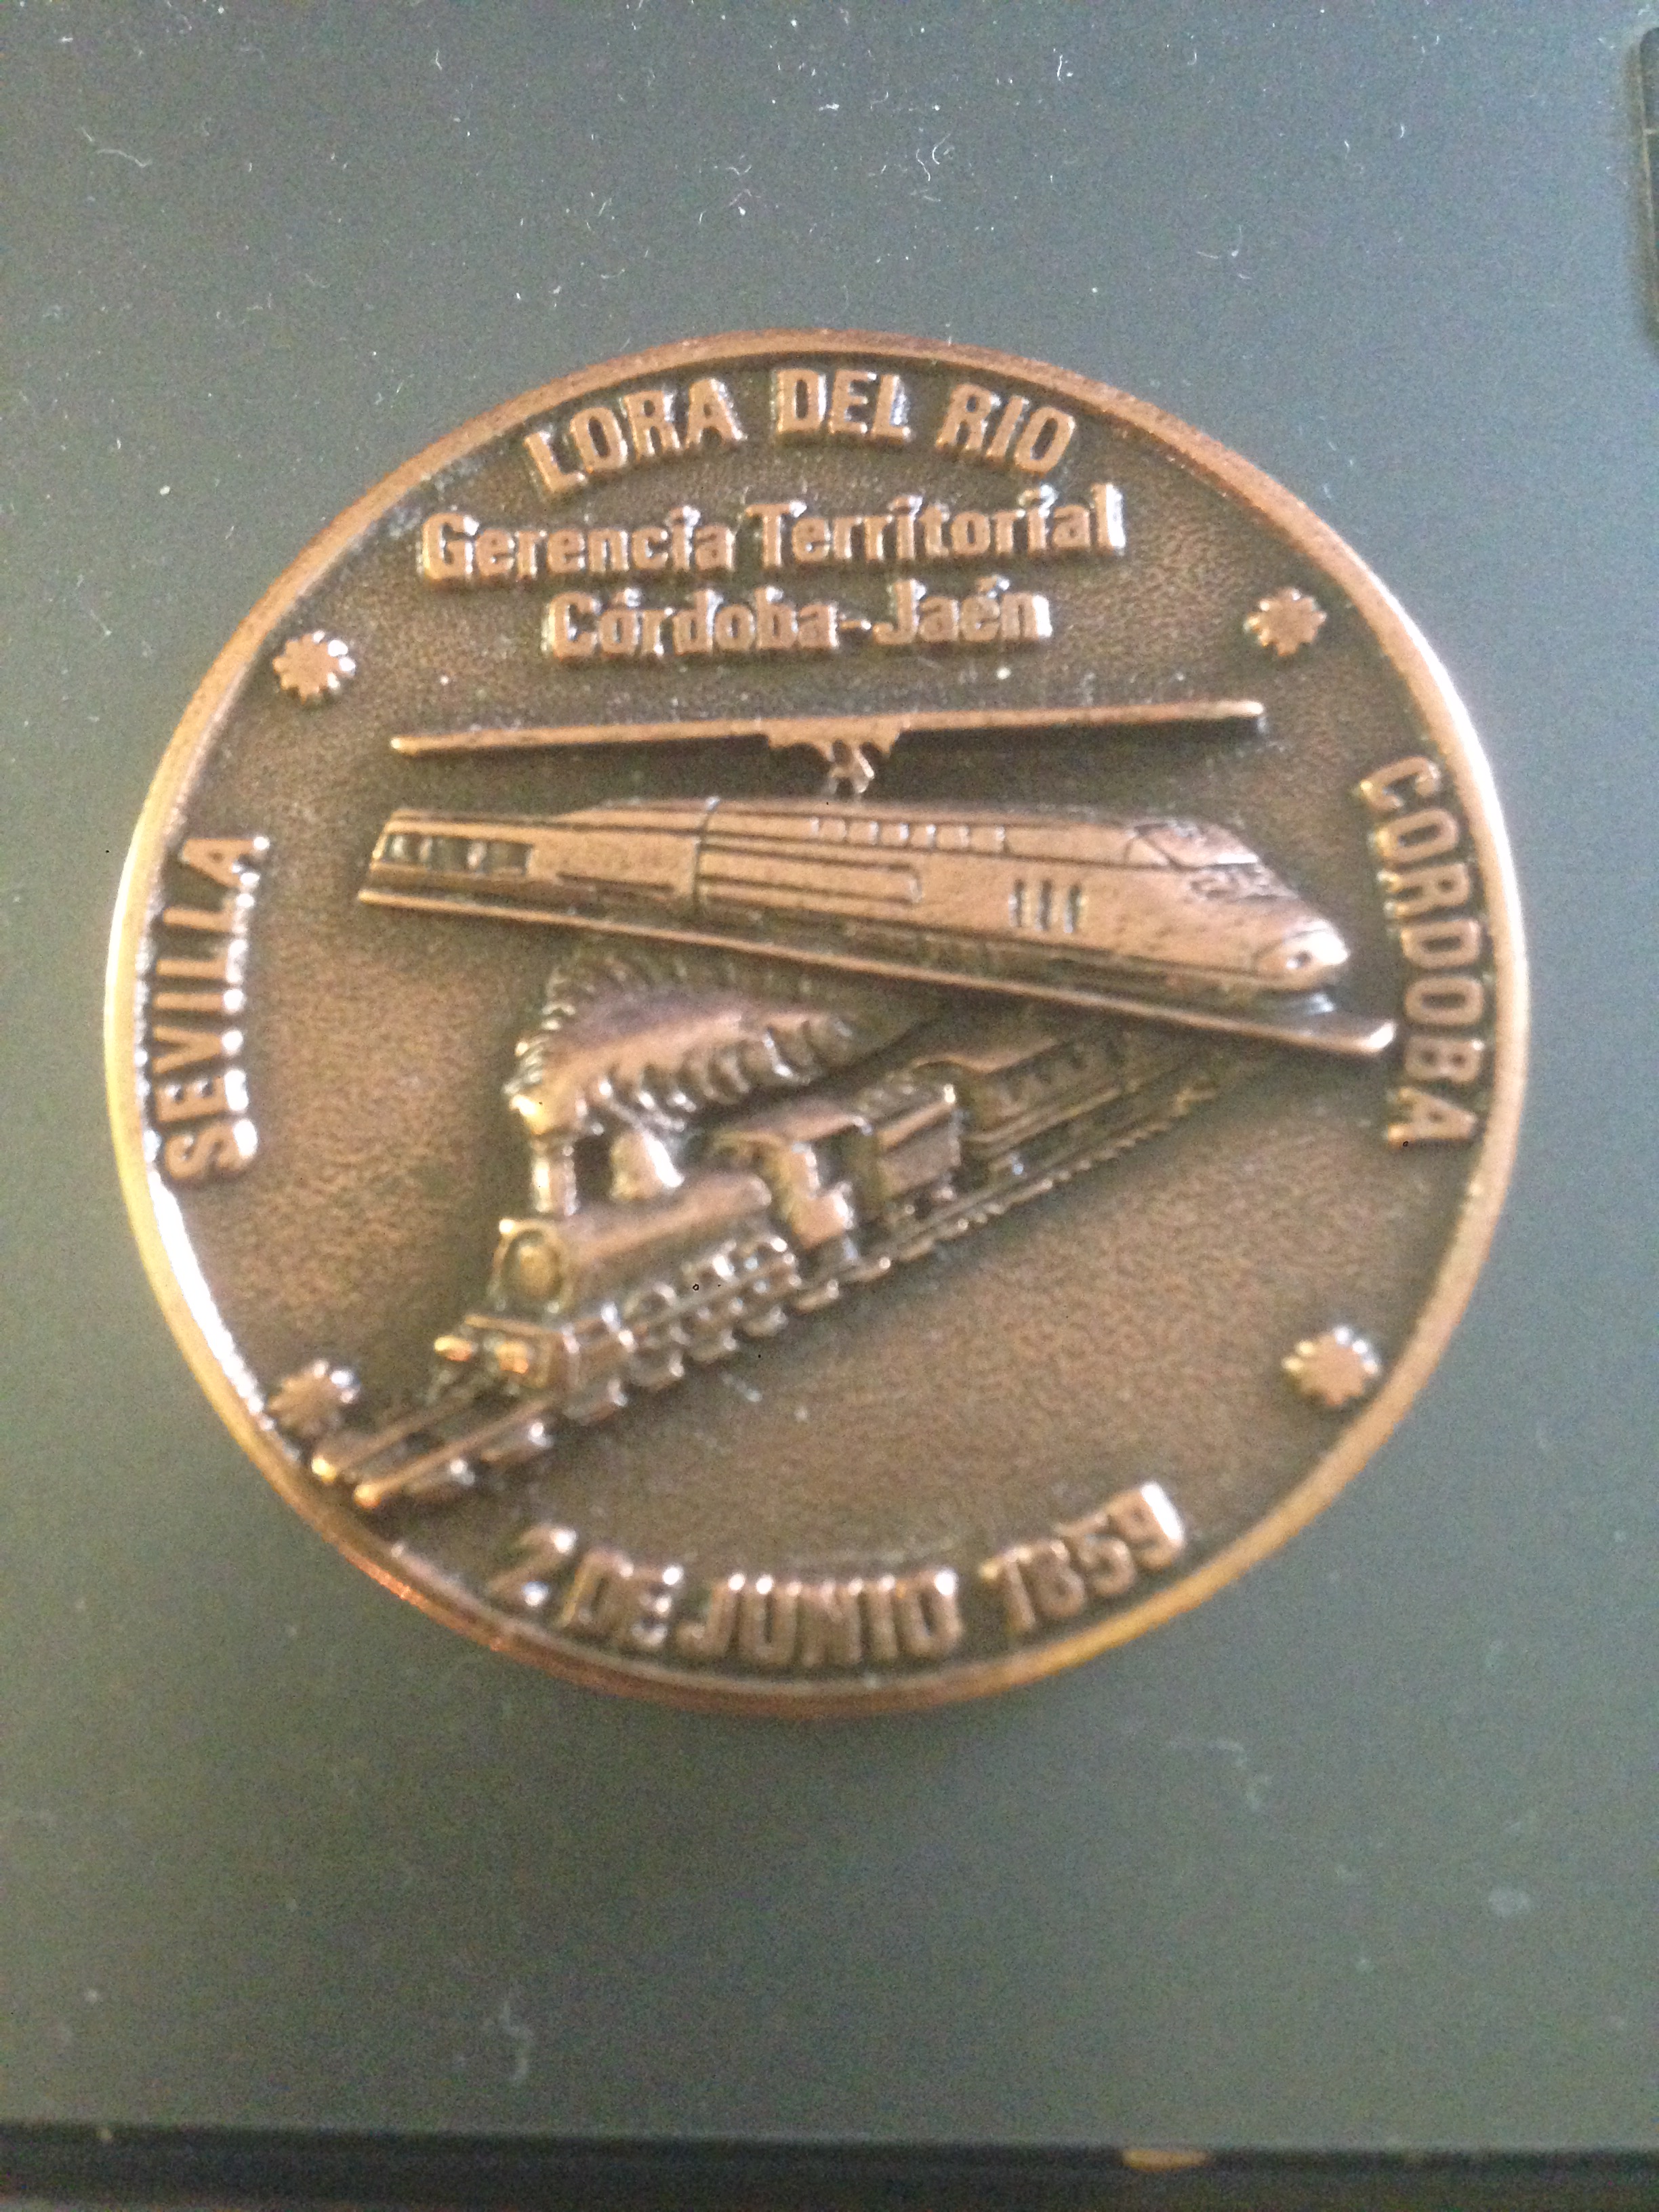 LORA DEL RIO
Gerencia Territorial
Córdoba-Jaén
SEVILLA
CORDOBA
2 DE JUNIO 1859